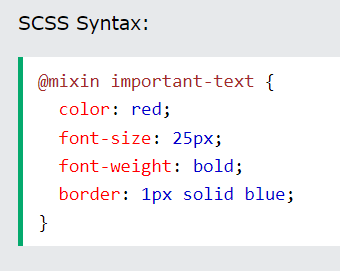 SCSS Syntax:
@mixin important-text {
  color: red;
  font-size: 25px;
  font-weight: bold;
  border: 1px solid blue;
}